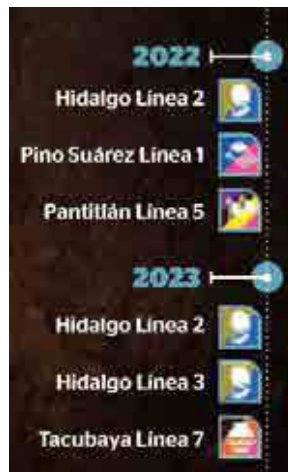 2022
Hidalgo Línea 2
Pino Suárez Línea 1
Pantitlán Línea 5
2023
Hidalgo Línea 2
Hidalgo Línea 3
Tacubaya Línea 7